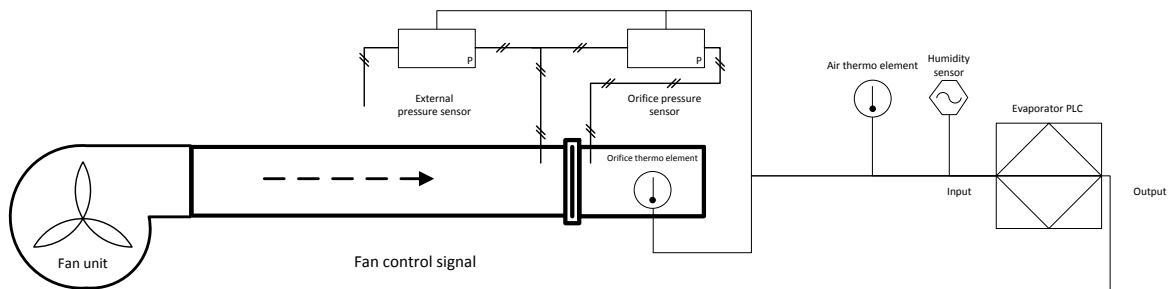 P
P
External
pressure sensor
Orifice pressure
sensor
Air thermo element
Humidity
sensor
Evaporator PLC
Orifice thermo element
Input
Output
Fan unit
Fan control signal